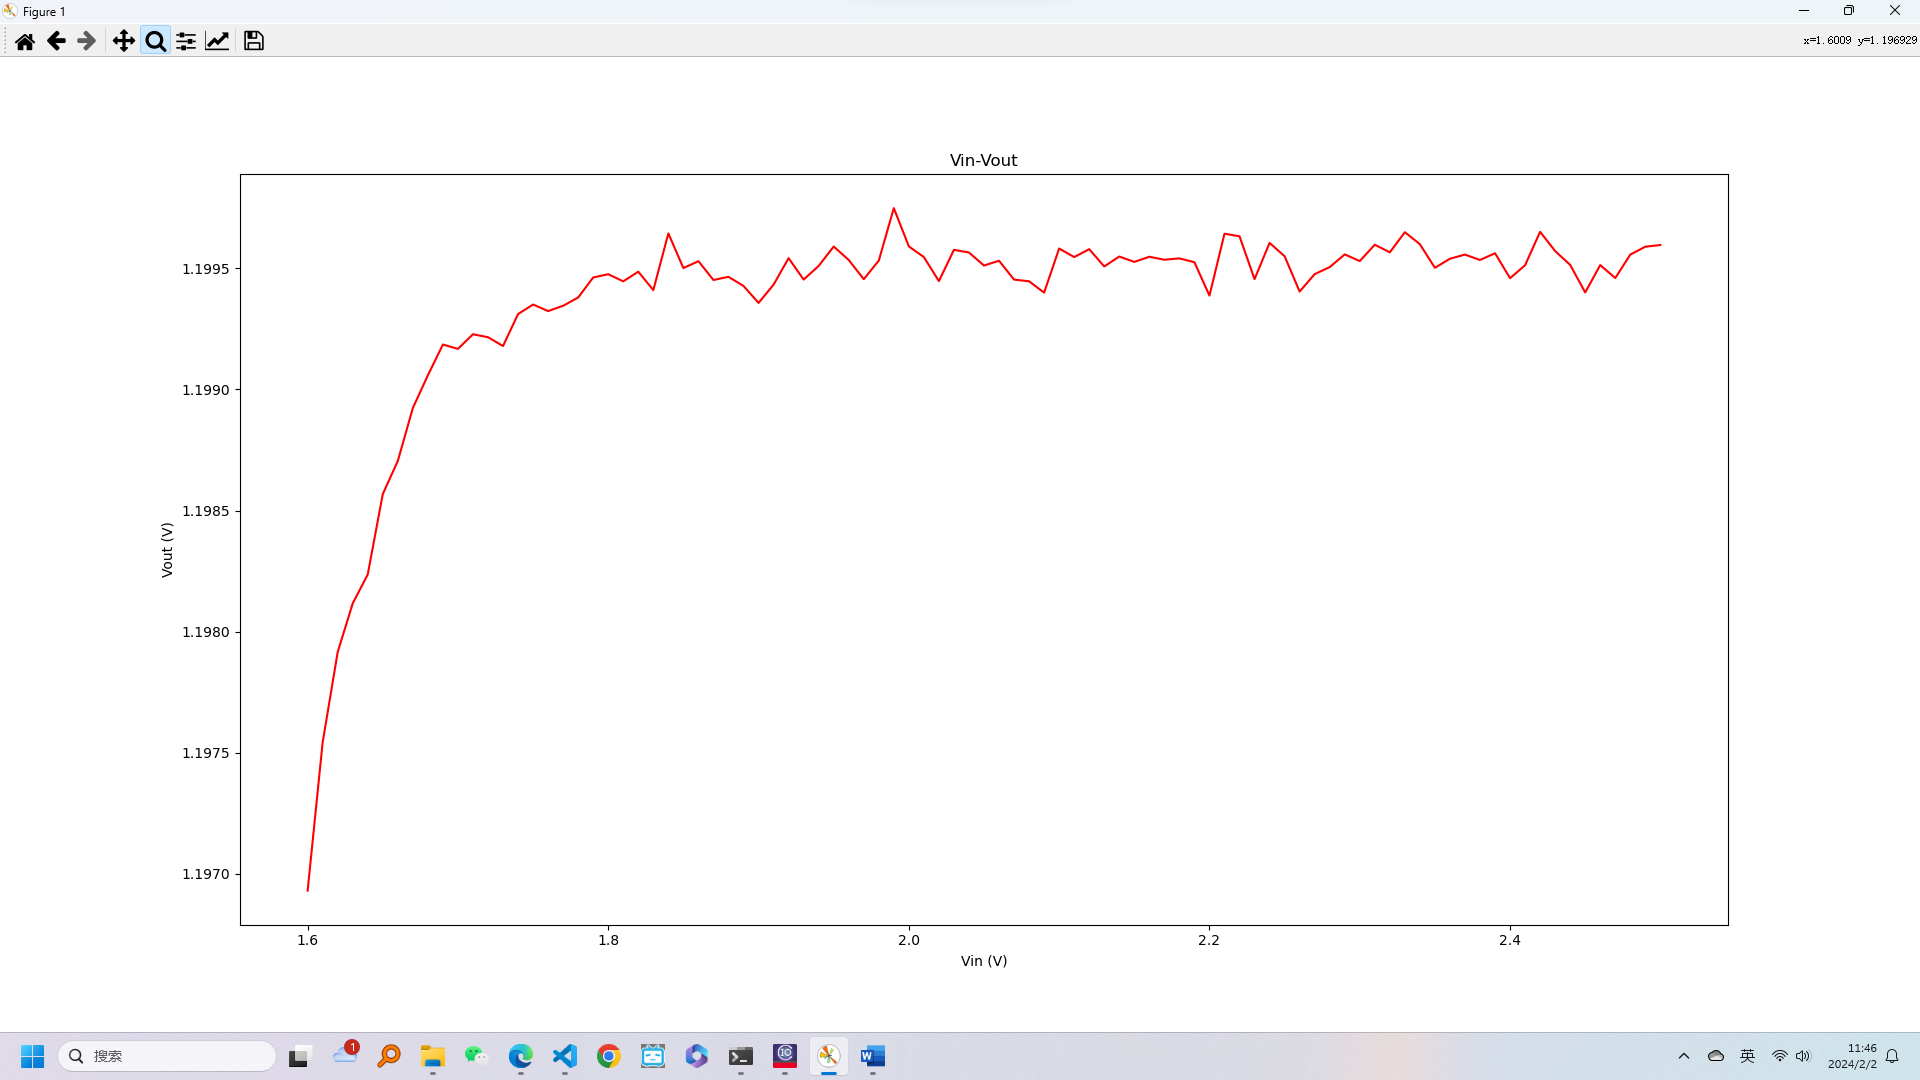 Figure 1
x=1.6009 y=1.196929
Vin-Vout
1.1995
1.1990
1.1985
1.1980
1.1975
1.1970
Vout (V)
1.6 1.8 2.0 2.2 2.4
Vin (V)
搜索
1
IC
W
英
11:46
2024/2/2